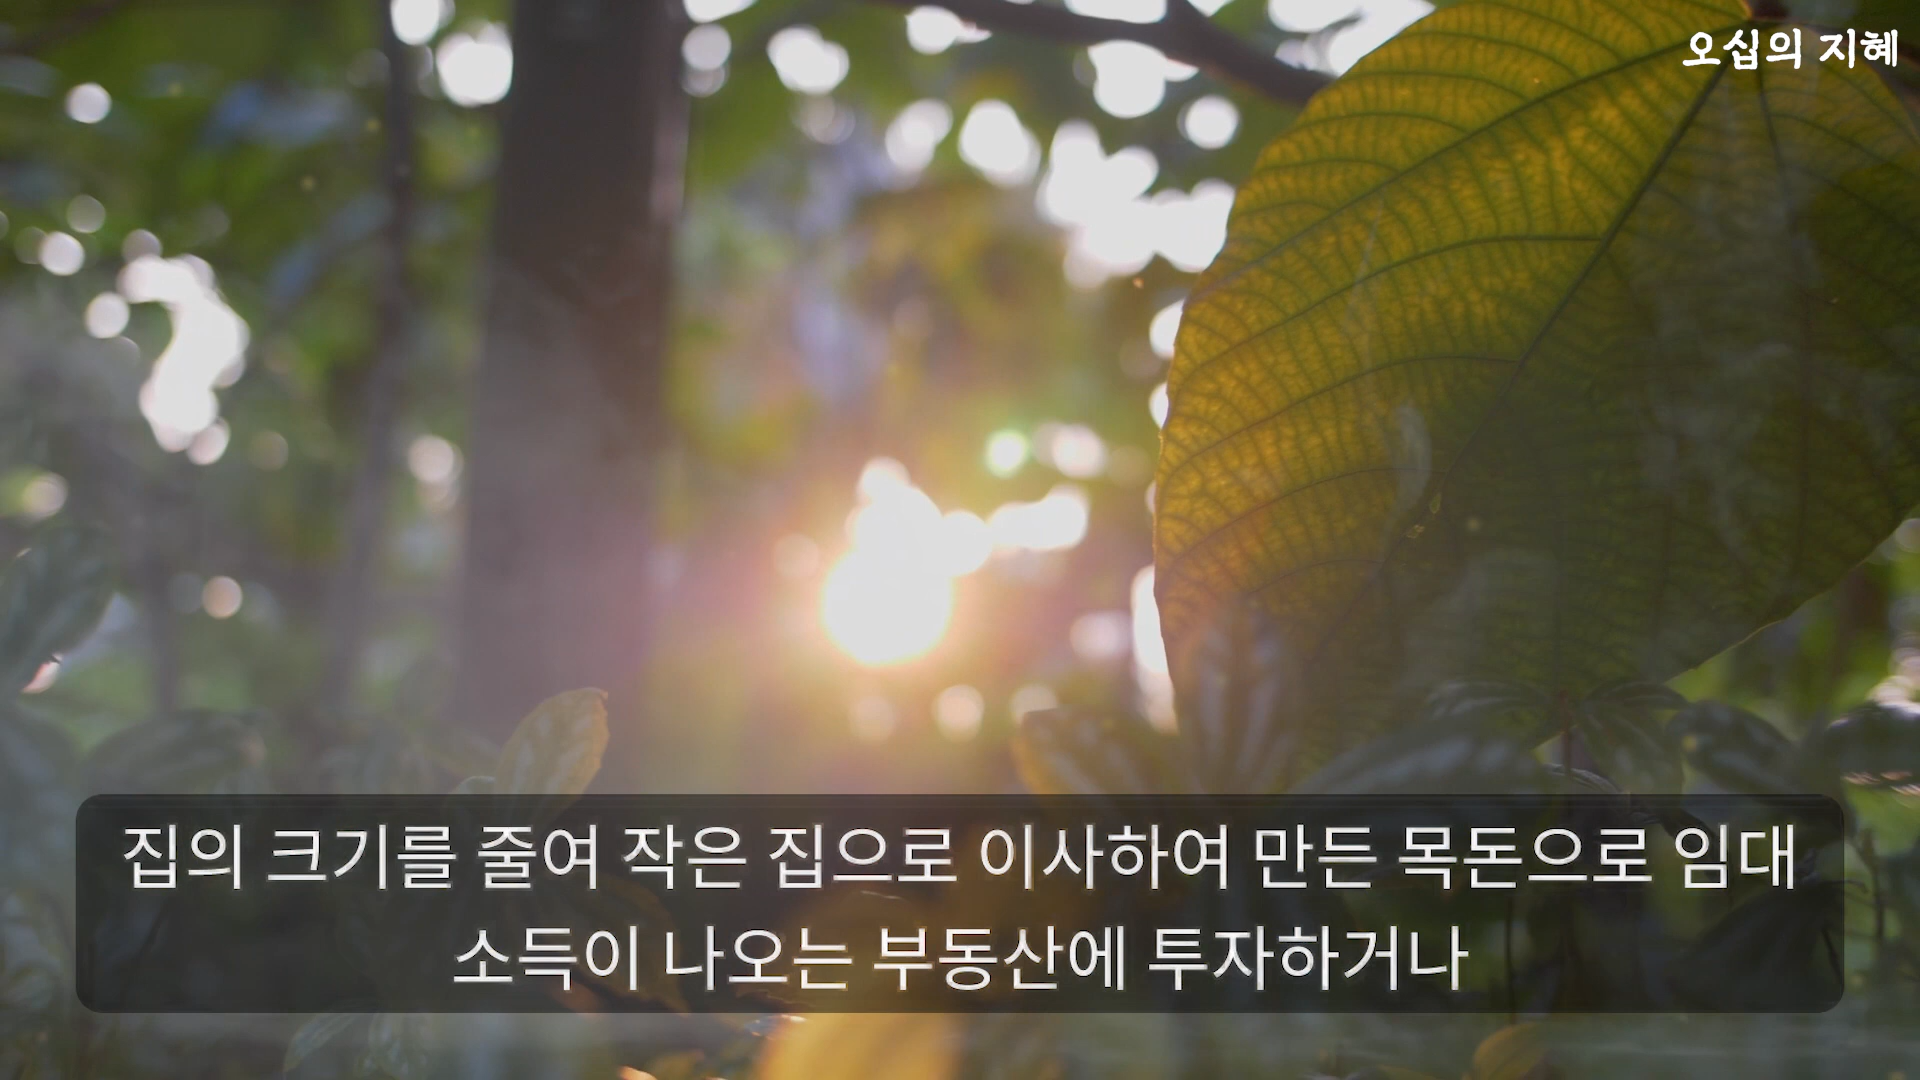 오십의 지혜
집의 크기를 줄여 작은 집으로 이사하여 만든 목돈으로 임대
소득이 나오는 부동산에 투자하거나